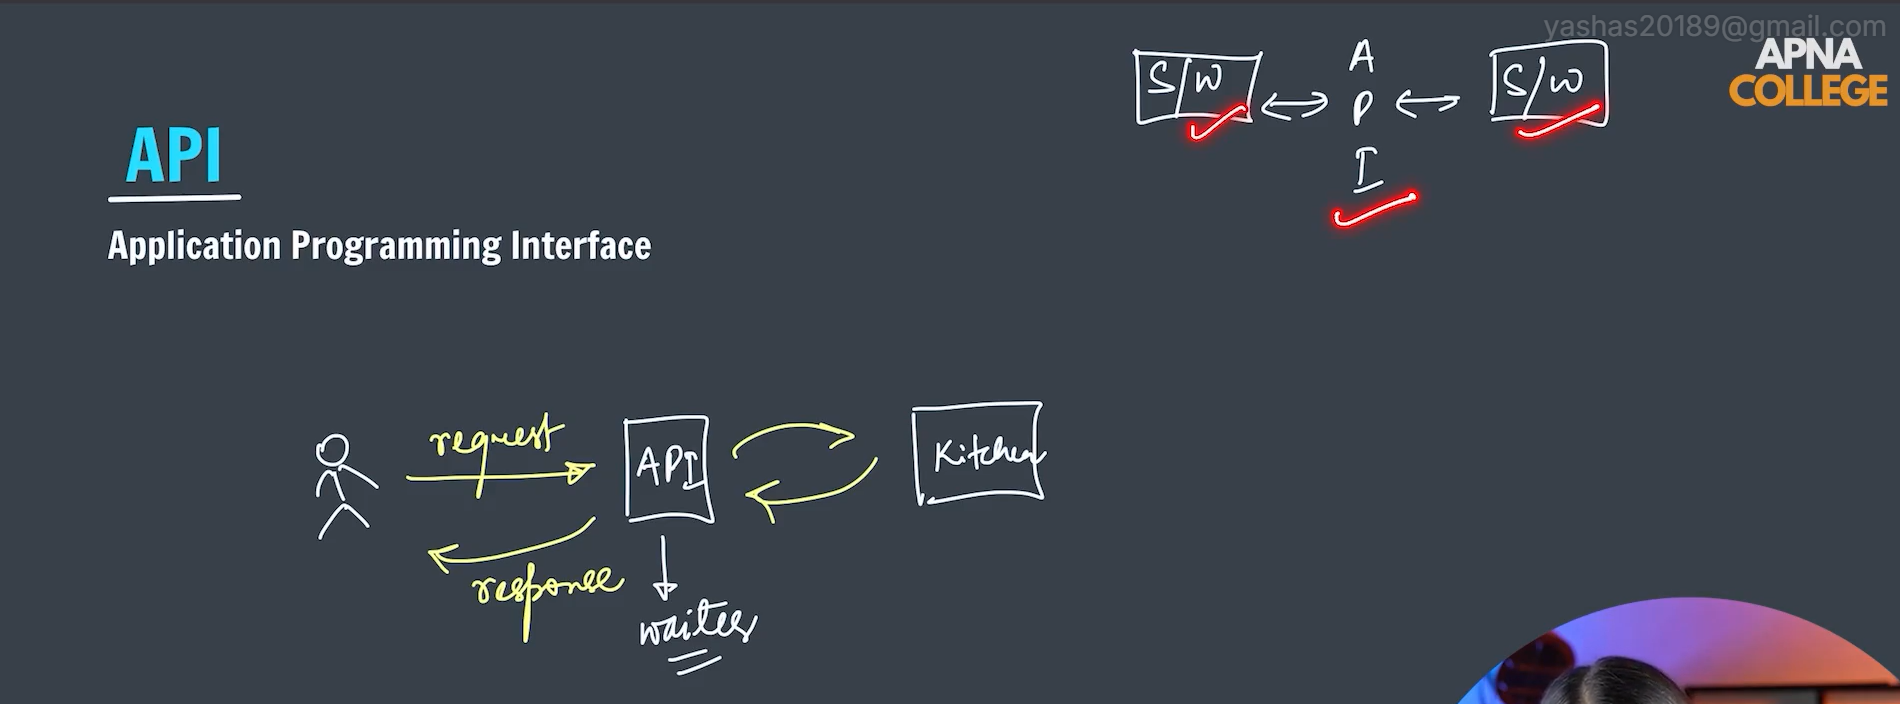 yashas20189@gmail.com
APNA
COLLEGE
S/W
A
P
I
S/W
API
Application Programming Interface
request
API
Kitchen
response
waiter